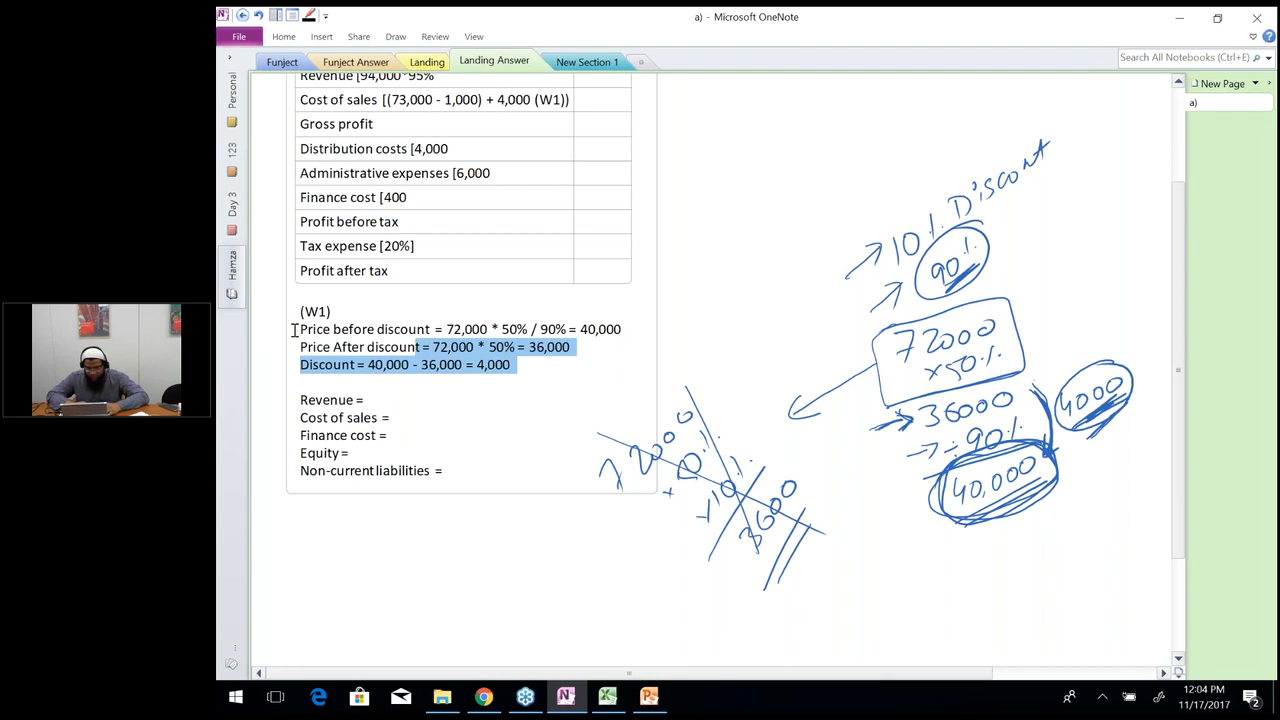 a) - Microsoft OneNote
File Home Insert Share Draw Review View
Funject Funject Answer Landing Landing Answer New Section 1
Search All Notebooks (Ctrl+E)
New Page
a)
Personal
123
Day 3
Hamza
Revenue [94,000*95%
Cost of sales [(73,000 - 1,000) + 4,000 (W1))
Gross profit
Distribution costs [4,000
Administrative expenses [6,000
Finance cost [400
Profit before tax
Tax expense [20%]
Profit after tax
(W1)
Price before discount = 72,000 * 50% / 90% = 40,000
Price After discount = 72,000 * 50% = 36,000
Discount = 40,000 - 36,000 = 4,000
Revenue =
Cost of sales =
Finance cost =
Equity =
Non-current liabilities =
→ 10% Discont
→ 90%
72000
x50%
→ 36000
→ ÷ 90%
40,000
4000
72000
x 50%
x 10%
3600
12:04 PM
11/17/2017
2